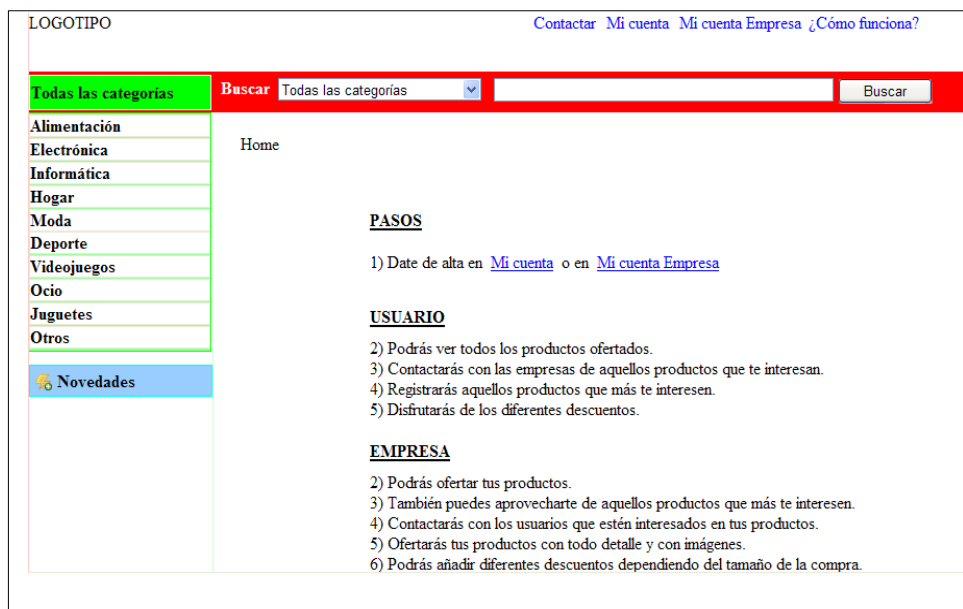 LOGOTIPO
Contactar Mi cuenta Mi cuenta Empresa ¿Cómo funciona?
Todas las categorías
Buscar Todas las categorías Buscar
Alimentación
Electrónica
Informática
Hogar
Moda
Deporte
Videojuegos
Ocio
Juguetes
Otros
Novedades
Home
PASOS
1) Date de alta en Mi cuenta o en Mi cuenta Empresa
USUARIO
2) Podrás ver todos los productos ofertados.
3) Contactarás con las empresas de aquellos productos que te interesan.
4) Registrarás aquellos productos que más te interesen.
5) Disfrutarás de los diferentes descuentos.
EMPRESA
2) Podrás ofertar tus productos.
3) También puedes aprovecharte de aquellos productos que más te interesen.
4) Contactarás con los usuarios que estén interesados en tus productos.
5) Ofertarás tus productos con todo detalle y con imágenes.
6) Podrás añadir diferentes descuentos dependiendo del tamaño de la compra.